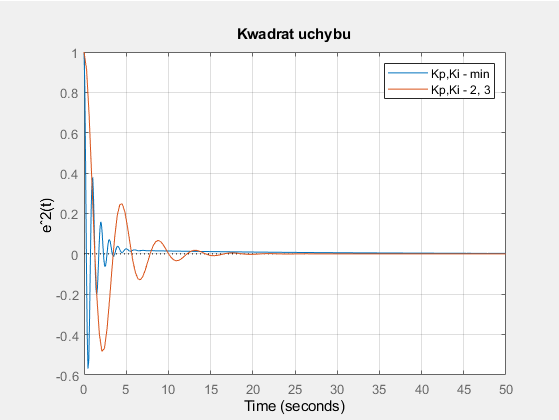 Kwadrat uchybu
Kp,Ki - min
Kp,Ki - 2, 3
e^2(t)
1
0.8
0.6
0.4
0.2
0
-0.2
-0.4
-0.6
0 5 10 15 20 25 30 35 40 45 50
Time (seconds)